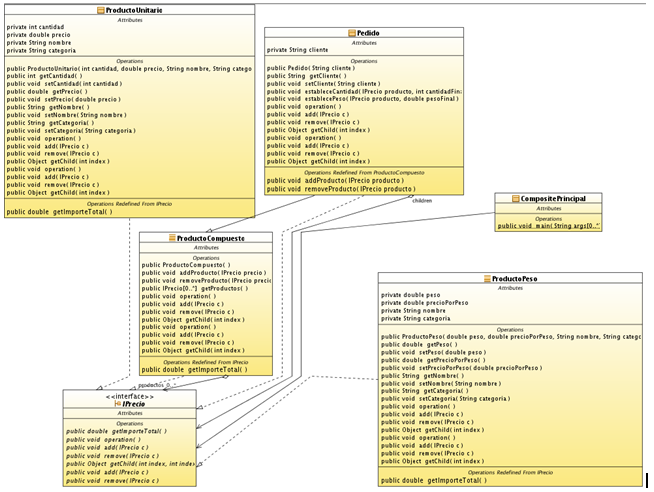 ProductoUnitario
Attributes
private int cantidad
private double precio
private String nombre
private String categoria
Operations
public ProductoUnitario( int cantidad, double precio, String nombre, String catego
public int getCantidad( )
public void setCantidad( int cantidad )
public double getPrecio( )
public void setPrecio( double precio )
public String getNombre( )
public void setNombre( String nombre )
public String getCategoria( )
public void setCategoria( String categoria )
public void operation( )
public void add( IPrecio c )
public void remove( IPrecio c )
public Object getChild( int index )
public void operation( )
public void add( IPrecio c )
public void remove( IPrecio c )
public Object getChild( int index )
Operations Redefined From IPrecio
public double getImporteTotal( )
Pedido
Attributes
private String cliente
Operations
public Pedido( String cliente )
public String getCliente( )
public void setCliente( String cliente )
public void estableceCantidad( IPrecio producto, int cantidadFina
public void establecePeso( IPrecio producto, double pesoFinal )
public void operation( )
public void add( IPrecio c )
public void remove( IPrecio c )
public Object getChild( int index )
public void operation( )
public void add( IPrecio c )
public void remove( IPrecio c )
public Object getChild( int index )
Operations Redefined From ProductoCompuesto
public void addProducto( IPrecio producto )
public void removeProducto( IPrecio producto )
children
CompositePrincipal
Attributes
Operations
public void main( String args[0..*]
ProductoCompuesto
Attributes
Operations
public ProductoCompuesto( )
public void addProducto( IPrecio precio )
public void removeProducto( IPrecio precio
public IPrecio[0..*] getProductos( )
public void operation( )
public void add( IPrecio c )
public void remove( IPrecio c )
public Object getChild( int index )
public void operation( )
public void add( IPrecio c )
public void remove( IPrecio c )
public Object getChild( int index )
Operations Redefined From IPrecio
public double getImporteTotal( )
productos 0..*
<<interface>>
IPrecio
Attributes
Operations
public double getImporteTotal( )
public void operation( )
public void add( IPrecio c )
public void remove( IPrecio c )
public Object getChild( int index, int inde
public void add( IPrecio c )
public void remove( IPrecio c )
ProductoPeso
Attributes
private double peso
private double precioPorPeso
private String nombre
private String categoria
Operations
public ProductoPeso( double peso, double precioPorPeso, String nombre, String catego
public double getPeso( )
public void setPeso( double peso )
public double getPrecioPorPeso( )
public void setPrecioPorPeso( double precioPorPeso )
public String getNombre( )
public void setNombre( String nombre )
public String getCategoria( )
public void setCategoria( String categoria )
public void operation( )
public void add( IPrecio c )
public void remove( IPrecio c )
public Object getChild( int index )
public void operation( )
public void add( IPrecio c )
public void remove( IPrecio c )
public Object getChild( int index )
Operations Redefined From IPrecio
public double getImporteTotal( )